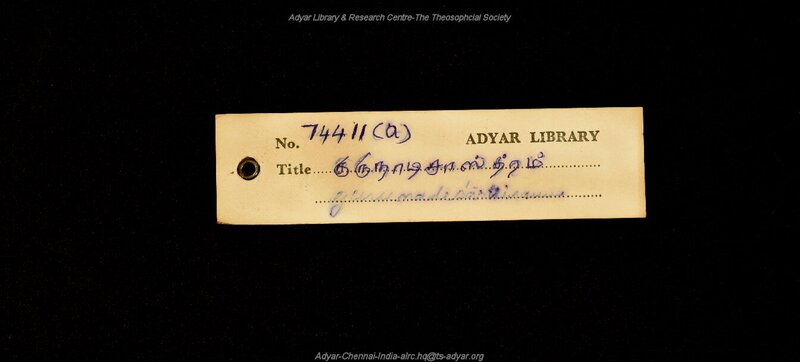 Adyar Library & Research Centre-The Theosophcial Society
No. 74411(a) ADYAR LIBRARY
Title குருநாடிசாஸ்திரம்
Adyar-Chennai-India-alrc.hq@ts-adyar.org